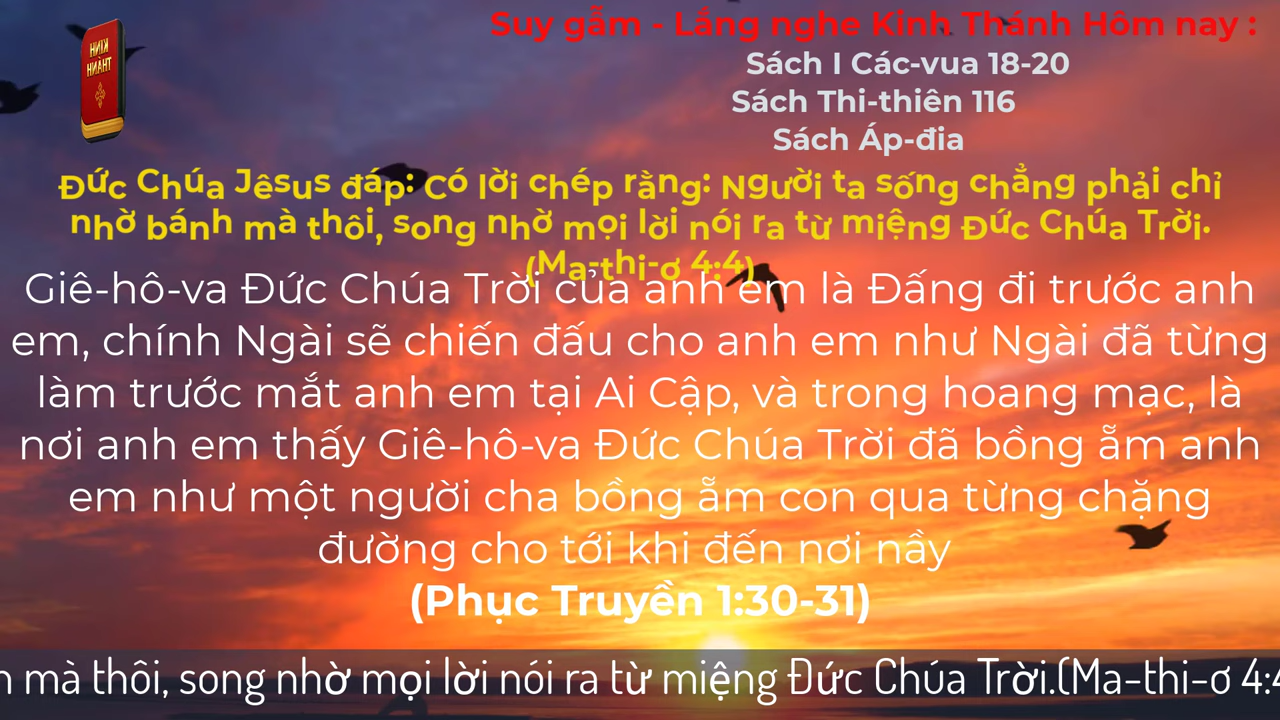 KINH
THÁNH
Suy gẫm - Lắng nghe Kinh Thánh Hôm nay :
Sách I Các-vua 18-20
Sách Thi-thiên 116
Sách Áp-đia
Đức Chúa Jêsus đáp: Có lời chép rằng: Người ta sống chẳng phải chỉ
nhờ bánh mà thôi, song nhờ mọi lời nói ra từ miệng Đức Chúa Trời.
(Ma-thi-ơ 4:4)
Giê-hô-va Đức Chúa Trời của anh em là Đấng đi trước anh
em, chính Ngài sẽ chiến đấu cho anh em như Ngài đã từng
làm trước mắt anh em tại Ai Cập, và trong hoang mạc, là
nơi anh em thấy Giê-hô-va Đức Chúa Trời đã bồng ẵm anh
em như một người cha bồng ẵm con qua từng chặng
đường cho tới khi đến nơi nầy
(Phục Truyền 1:30-31)
mà thôi, song nhờ mọi lời nói ra từ miệng Đức Chúa Trời.(Ma-thi-ơ